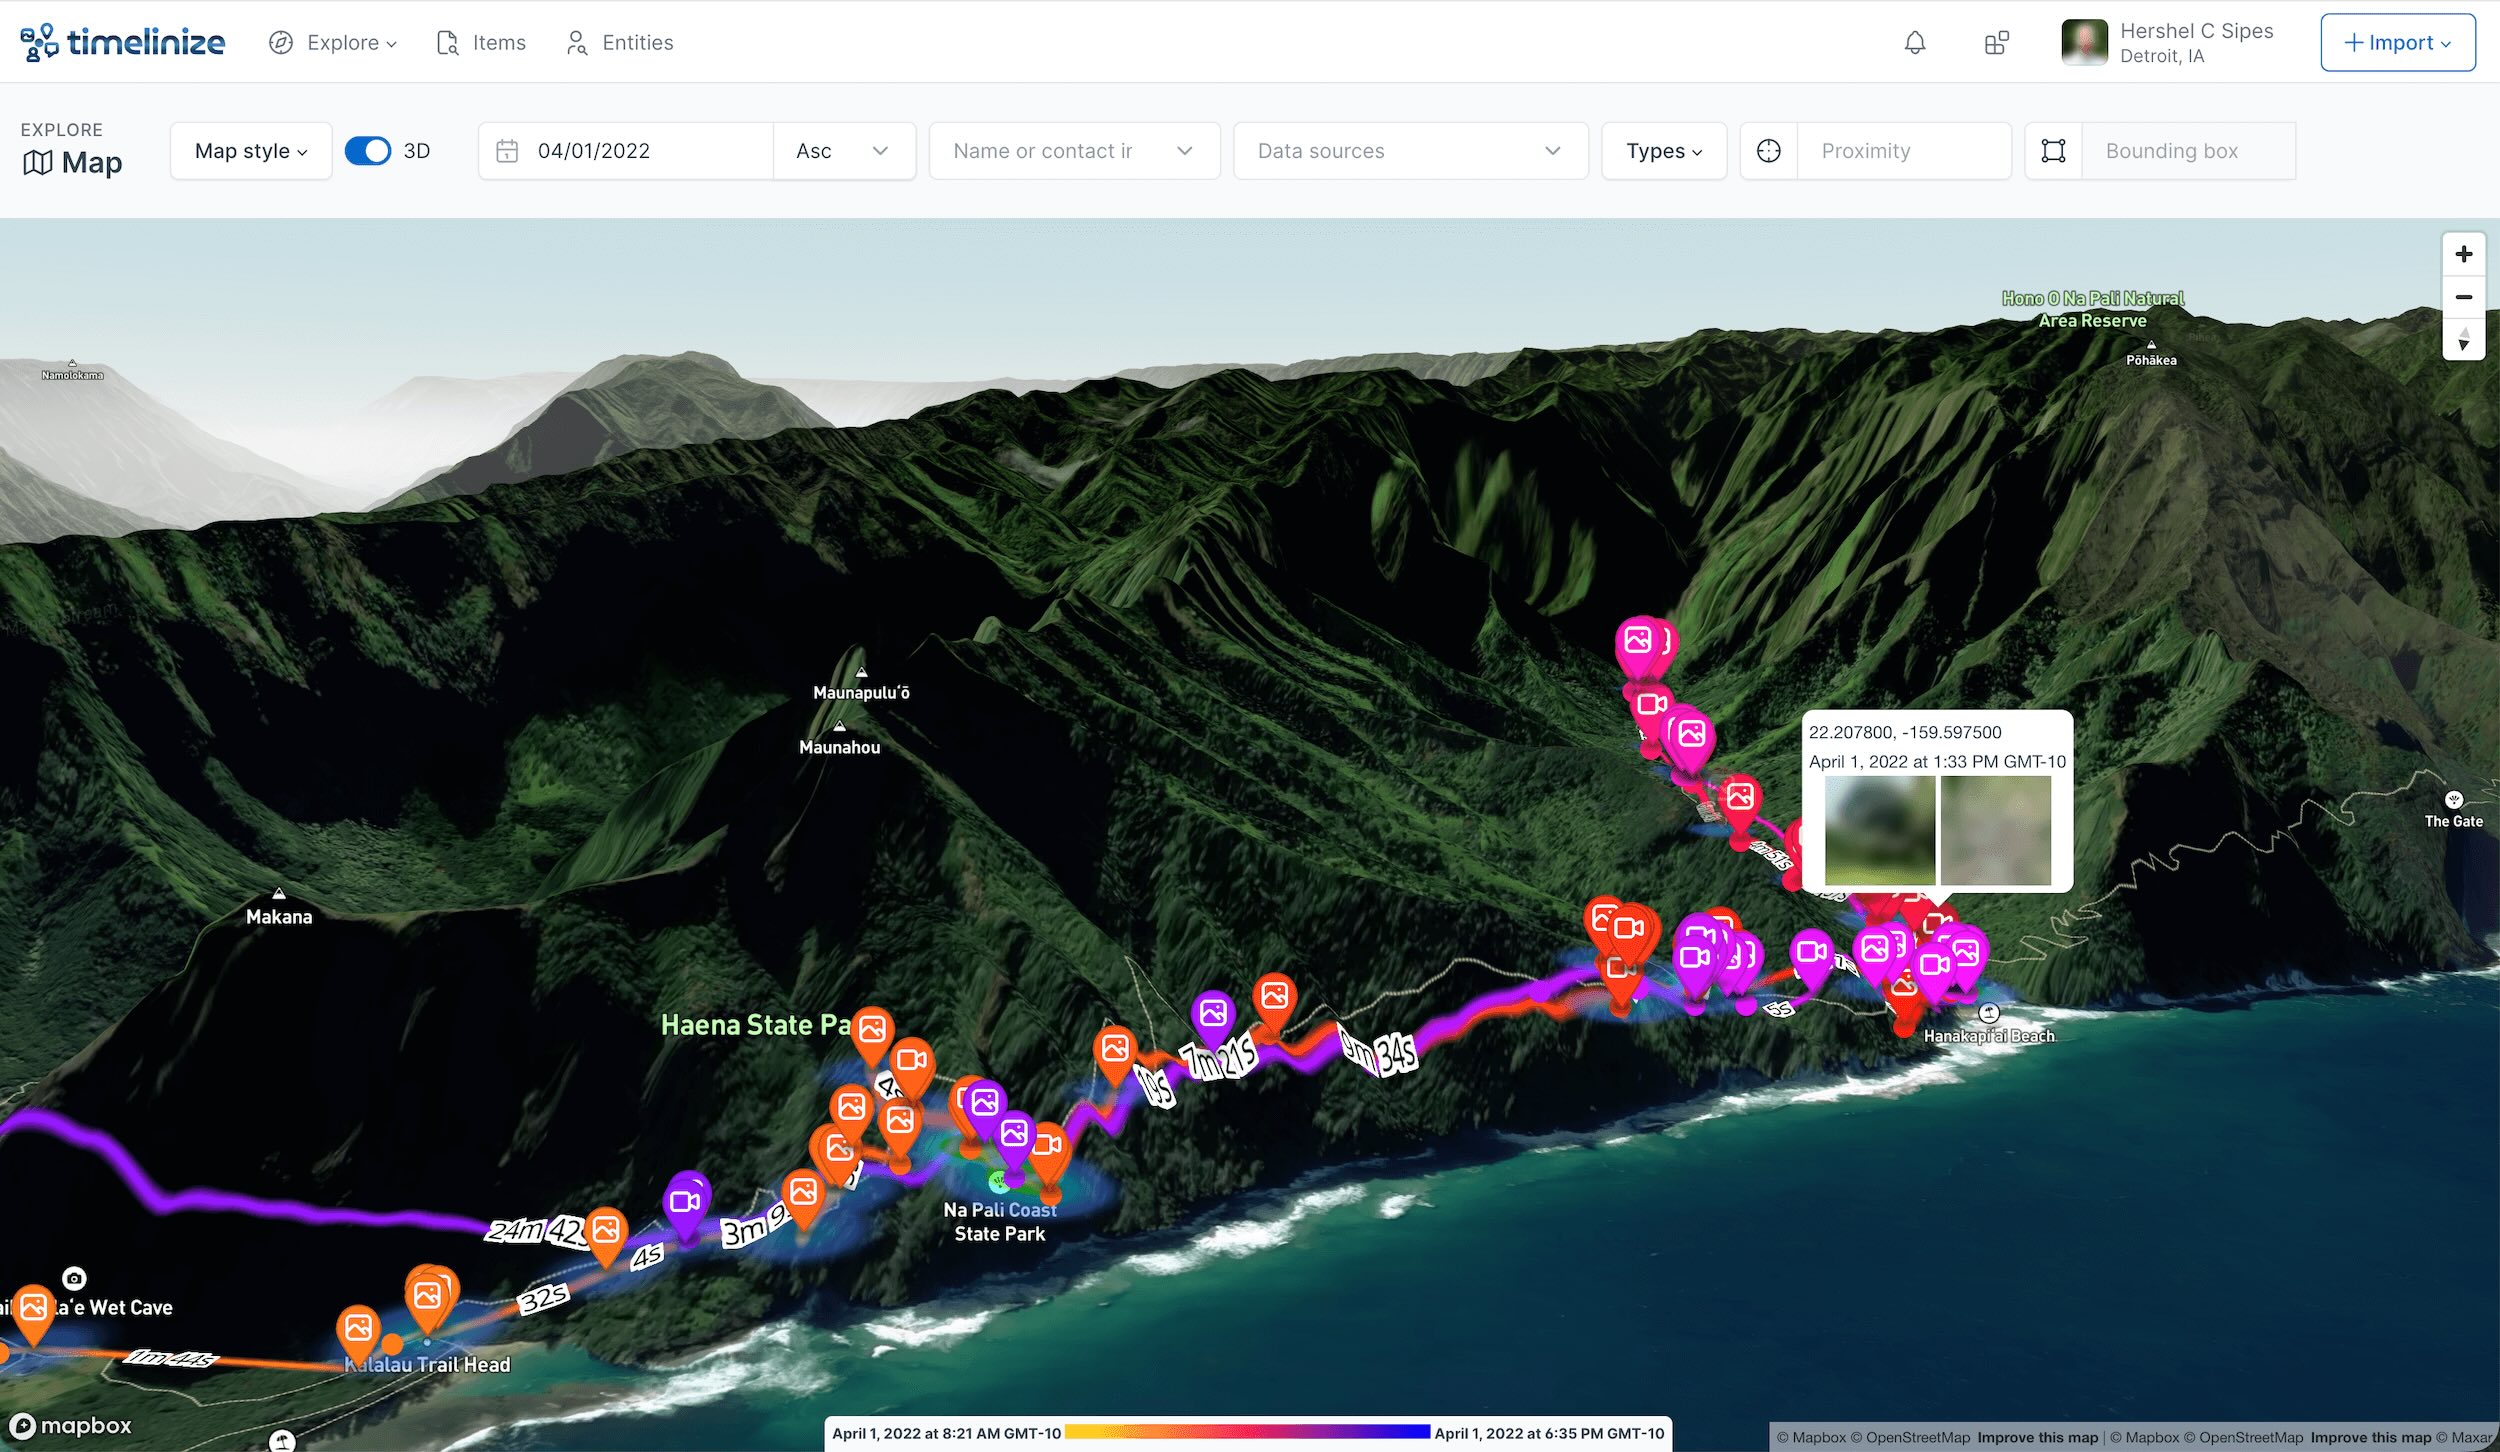 timelinize
Explore
Items
Entities
Hershel C Sipes
Detroit, IA
Import
EXPLORE
Map
Map style
3D
04/01/2022
Asc
Name or contact ir
Data sources
Types
Proximity
Bounding box
Hono O Na Pali Natural
Area Reserve
Pōhākea
Namolokama
Maunapuluʻō
Maunahou
22.207800, -159.597500
April 1, 2022 at 1:33 PM GMT-10
The Gate
Makana
Haena State Pa
7m 21s
9m 34s
19s
5s
Hanakapiʻai Beach
Na Pali Coast
State Park
24m 42s
3m
4s
32s
la'e Wet Cave
1m 44s
Kalalau Trail Head
mapbox
April 1, 2022 at 8:21 AM GMT-10
April 1, 2022 at 6:35 PM GMT-10
© Mapbox © OpenStreetMap Improve this map | © Mapbox © OpenStreetMap Improve this map © Maxar